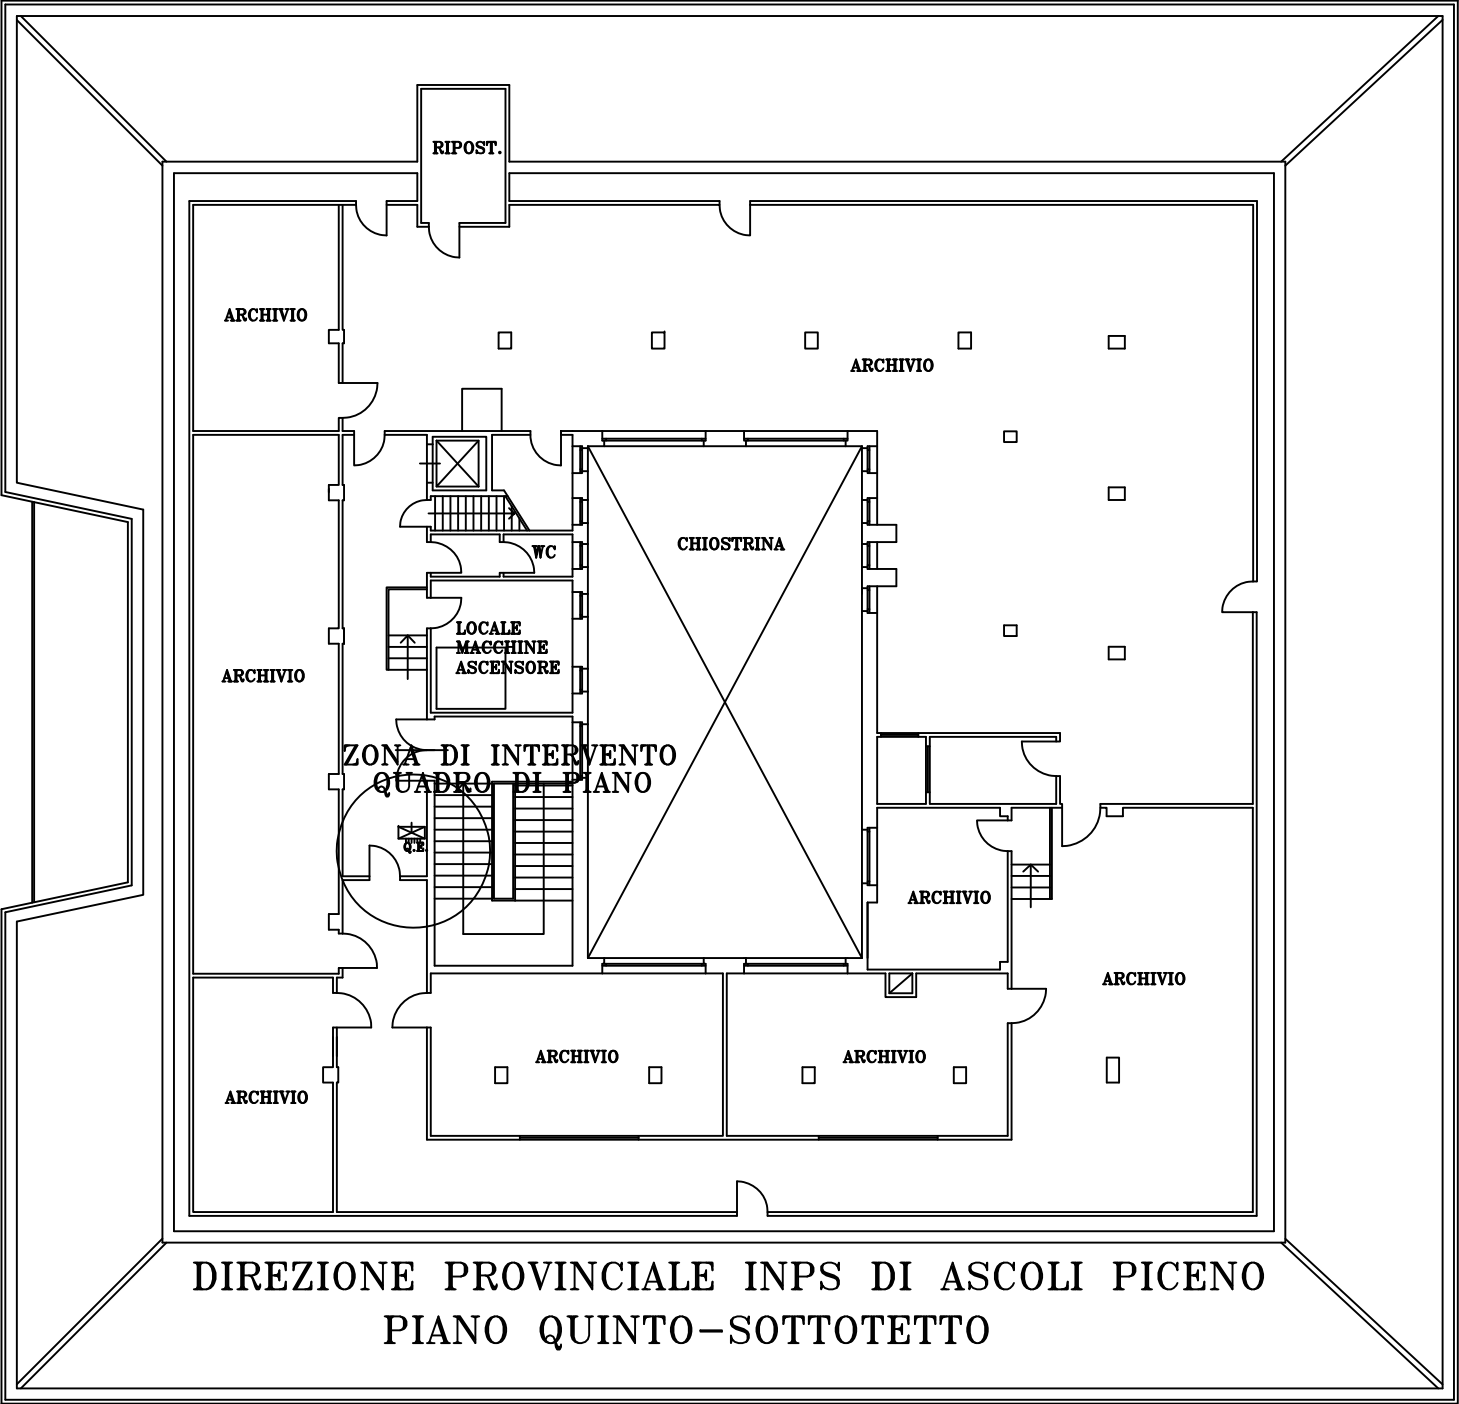 RIPOST.
ARCHIVIO
ARCHIVIO
CHIOSTRINA
WC
LOCALE
MACCHINE
ASCENSORE
ARCHIVIO
ZONA DI INTERVENTO
QUADRO DI PIANO
Q.E.
ARCHIVIO
ARCHIVIO
ARCHIVIO
ARCHIVIO
ARCHIVIO
DIREZIONE PROVINCIALE INPS DI ASCOLI PICENO
PIANO QUINTO-SOTTOTETTO